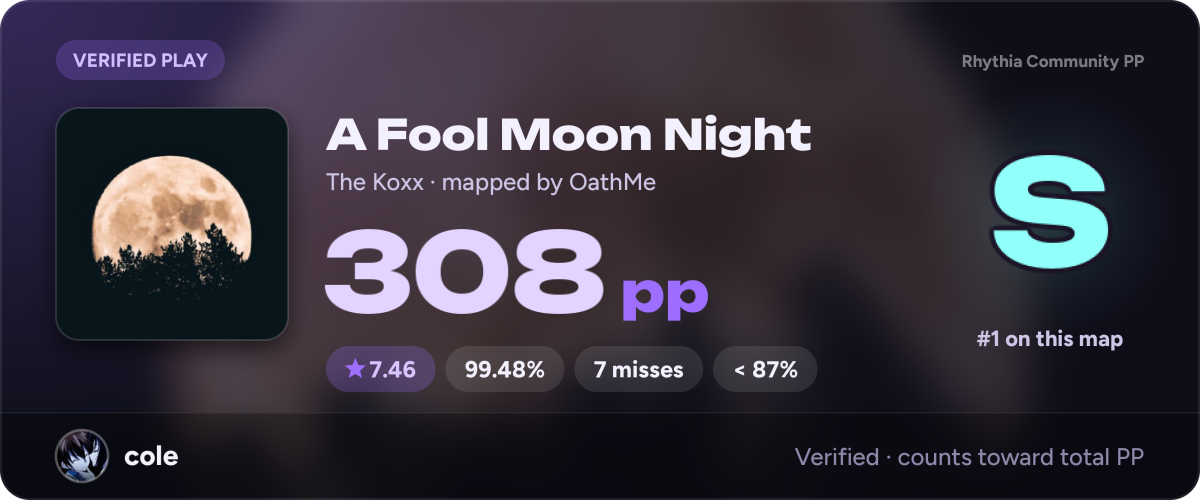 VERIFIED PLAY
Rhythia Community PP
A Fool Moon Night
The Koxx · mapped by OathMe
308 pp
S
#1 on this map
★7.46
99.48%
7 misses
< 87%
cole
Verified · counts toward total PP